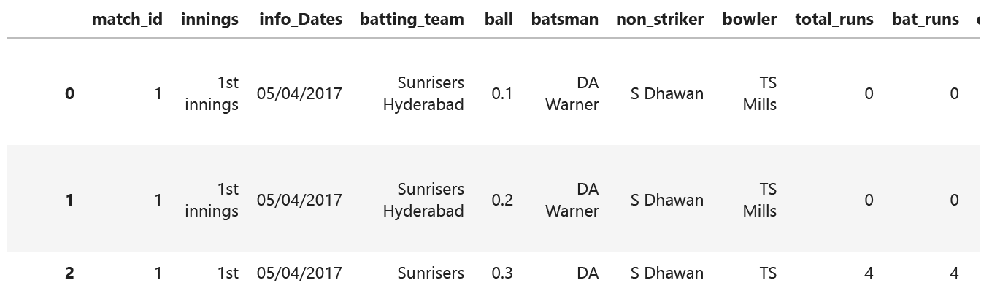 match_id innings info_Dates batting_team ball batsman non_striker bowler total_runs bat_runs
0 1 1st innings 05/04/2017 Sunrisers Hyderabad 0.1 DA Warner S Dhawan TS Mills 0 0
1 1 1st innings 05/04/2017 Sunrisers Hyderabad 0.2 DA Warner S Dhawan TS Mills 0 0
2 1 1st 05/04/2017 Sunrisers 0.3 DA S Dhawan TS 4 4